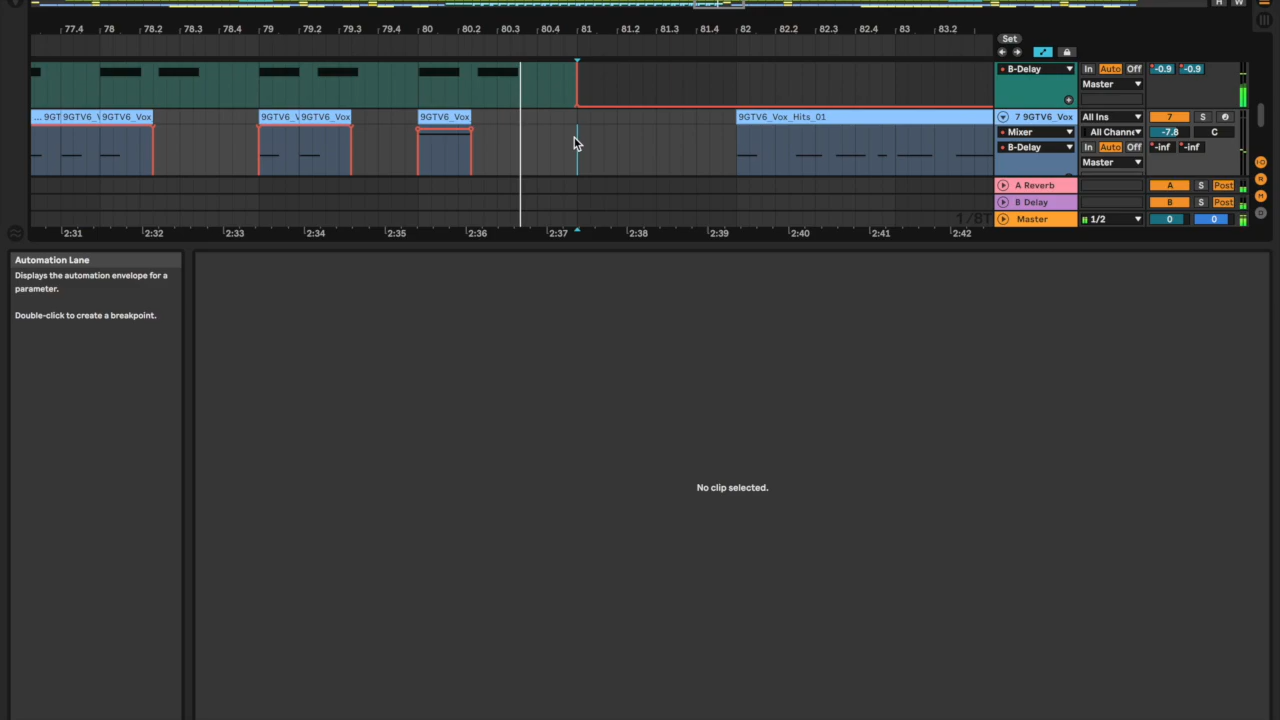 H W
77.4 78 78.2 78.3 78.4 79 79.2 79.3 79.4 80 80.2 80.3 80.4 81 81.2 81.3 81.4 82 82.2 82.3 82.4 83 83.2
Set
B-Delay In Auto Off -0.9 -0.9
Master
... 9GT 9GTV6_\ 9GTV6_Vox 9GTV6_\ 9GTV6_Vox 9GTV6_Vox 9GTV6_Vox_Hits_01 7 9GTV6_Vox All Ins 7 S
Mixer All Channe -7.8 C
B-Delay In Auto Off -inf -inf
Master
A Reverb A S Post
B Delay B S Post
1/8T Master 1/2 0 0
2:31 2:32 2:33 2:34 2:35 2:36 2:37 2:38 2:39 2:40 2:41 2:42
Automation Lane
Displays the automation envelope for a
parameter.
Double-click to create a breakpoint.
No clip selected.